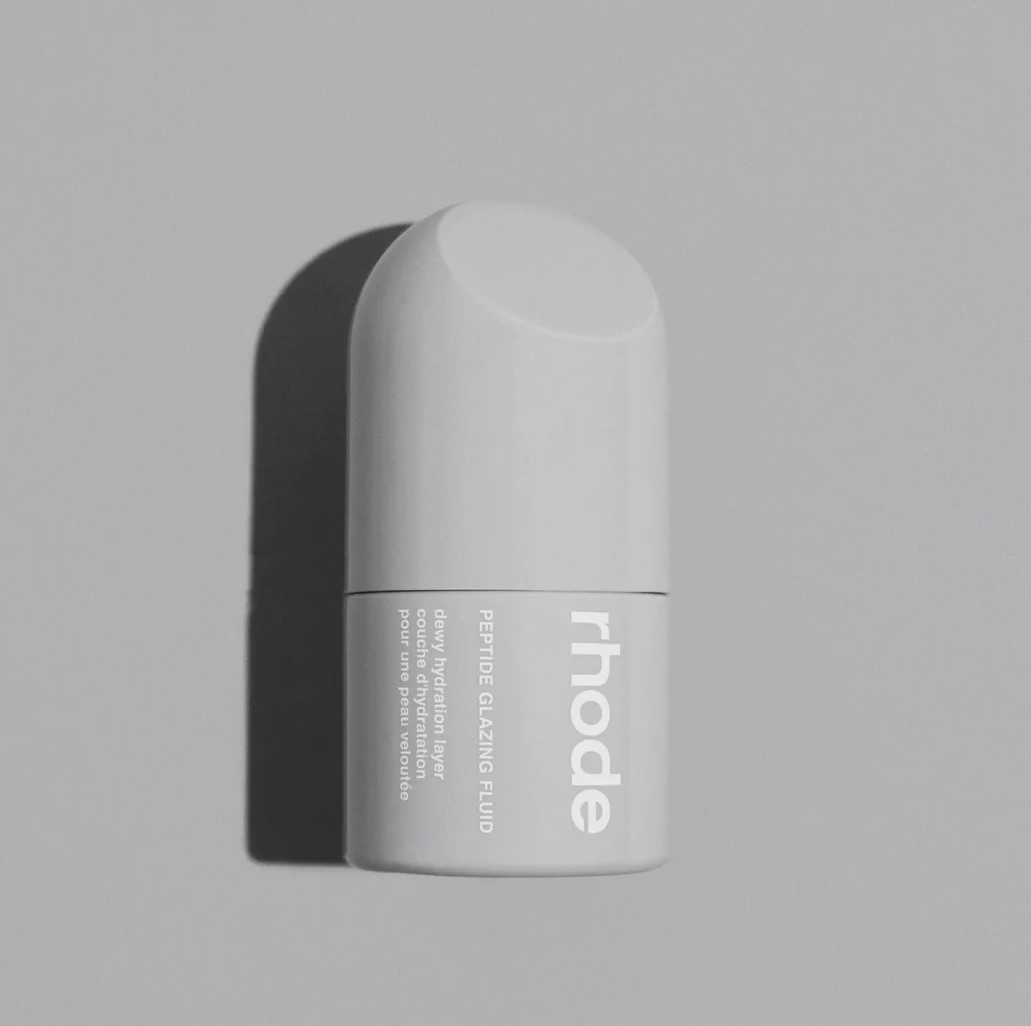 rhode
PEPTIDE GLAZING FLUID
dewy hydration layer
couche d'hydratation
pour une peau veloutée